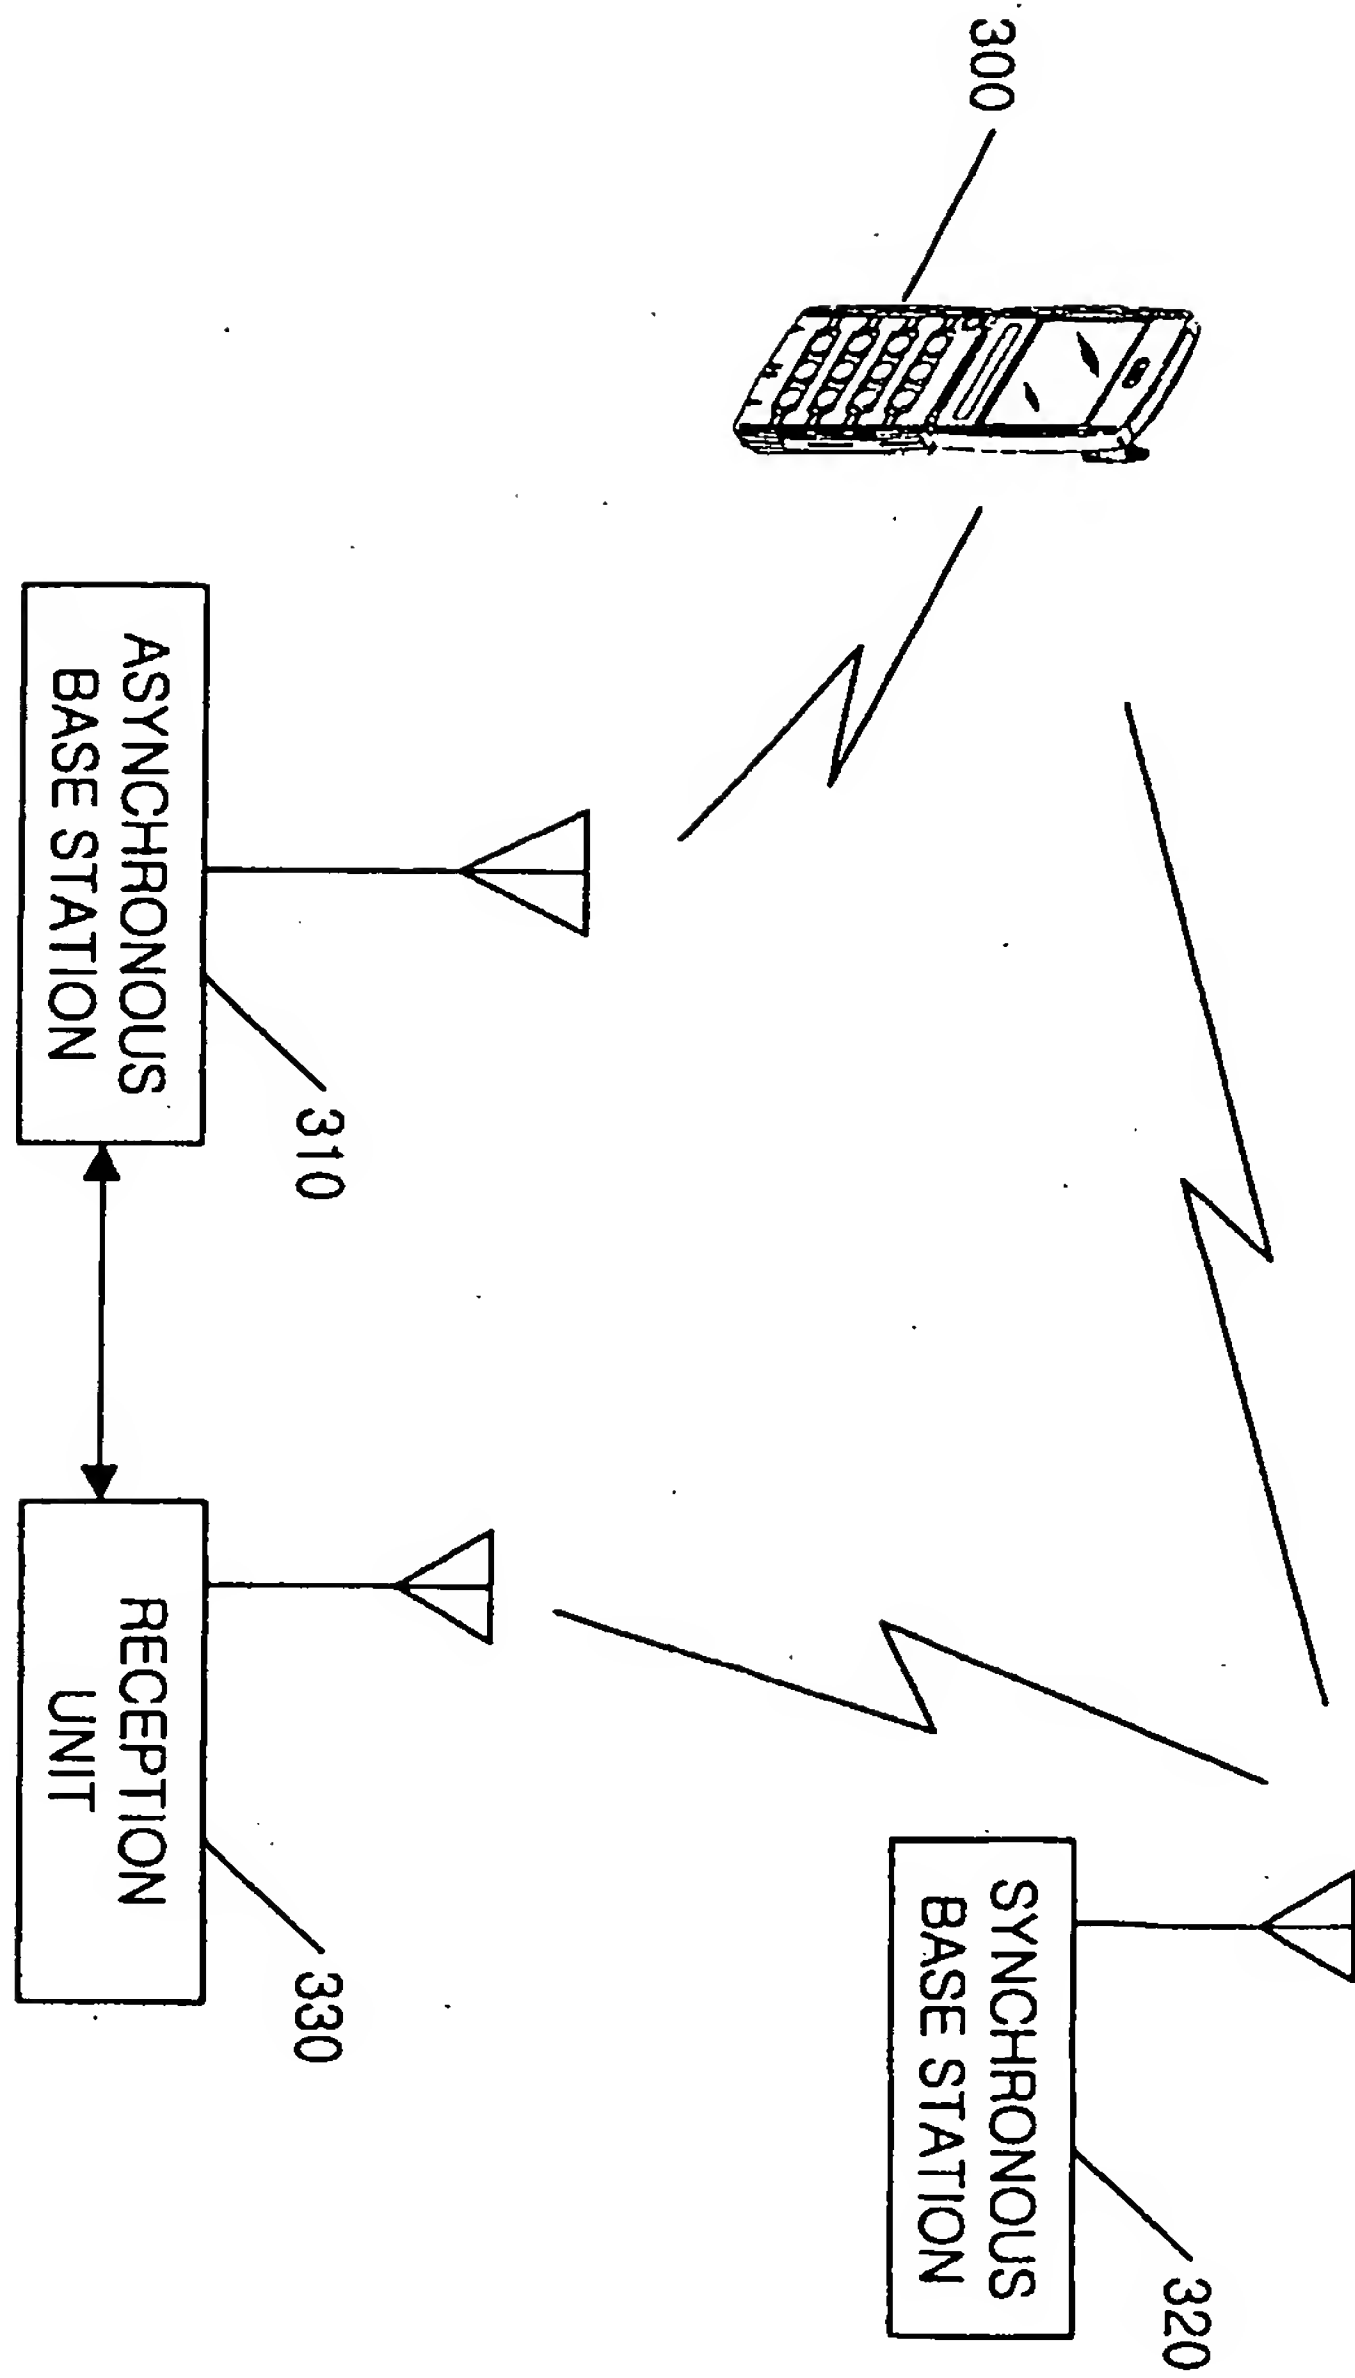 300
SYNCHRONOUS
BASE STATION
320
ASYNCHRONOUS
BASE STATION
310
RECEPTION
UNIT
330